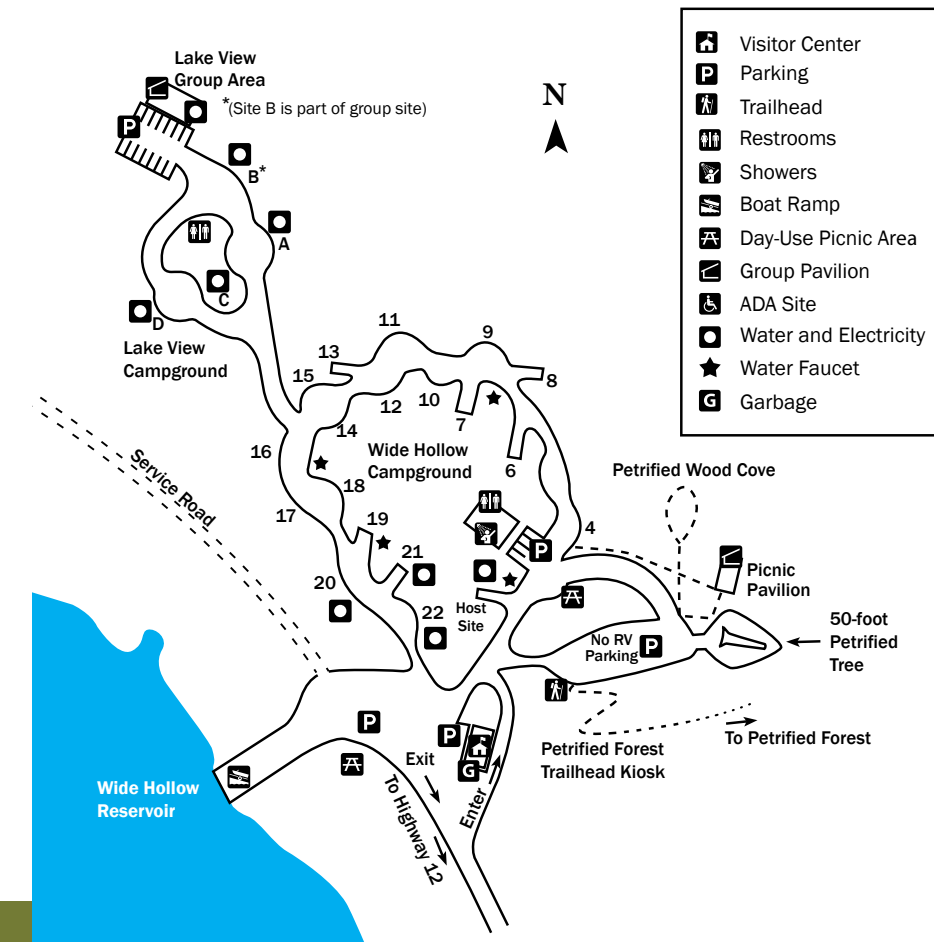 Lake View
Group Area
*(Site B is part of group site)
P
B*
A
C
D
Lake View
Campground
N
Visitor Center
P Parking
Trailhead
Restrooms
Showers
Boat Ramp
Day-Use Picnic Area
Group Pavilion
ADA Site
Water and Electricity
Water Faucet
G Garbage
11
9
13
8
15
12
10
7
14
16
Wide Hollow
Campground
6
18
17
19
4
21
P
20
22
Host
Site
Service Road
Petrified Wood Cove
Picnic
Pavilion
50-foot
Petrified
Tree
No RV
Parking
P
To Petrified Forest
Petrified Forest
Trailhead Kiosk
P
P
G
Exit
Enter
To Highway 12
Wide Hollow
Reservoir